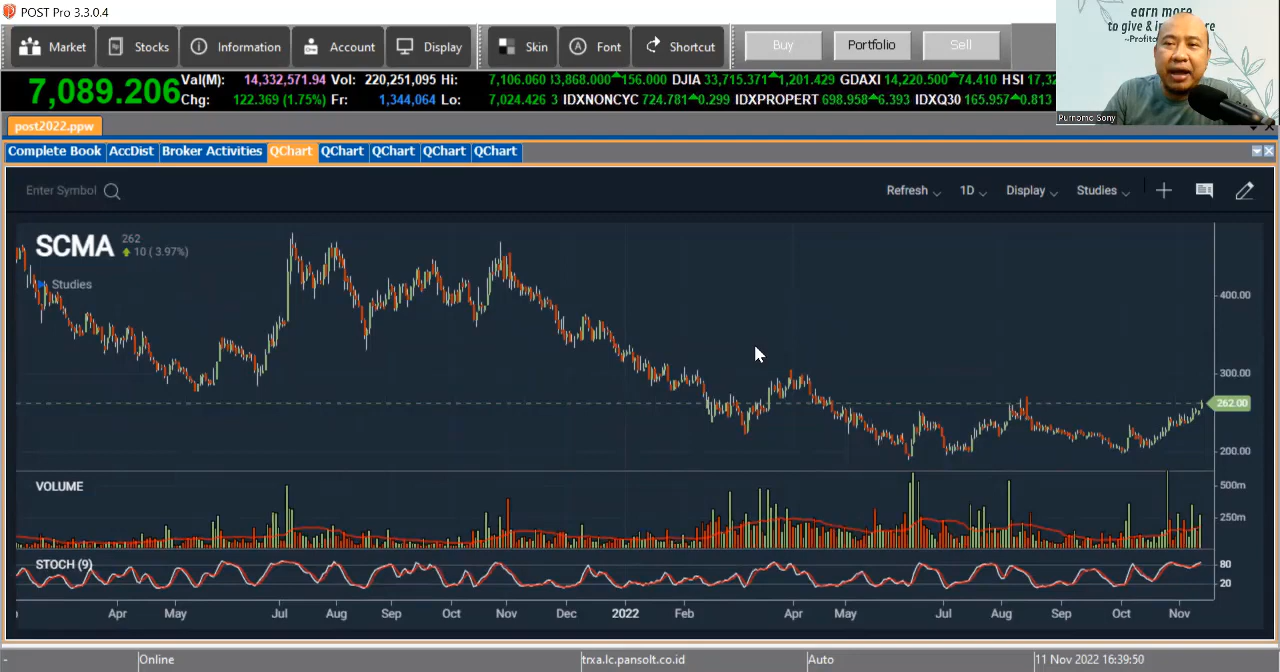 POST Pro 3.3.0.4
earn more
to give & in re
~Profita
Market Stocks Information Account Display Skin Font Shortcut Buy Portfolio Sell
7,089.206 Val(M): 14,332,571.94 Vol: 220,251,095 Hi: 7,106.060 13,868.000 156.000 DJIA 33,715.371 1,201.429 GDAXI 14,220.500 74.410 HSI 17,32
Chg: 122.369 (1.75%) Fr: 1,344,064 Lo: 7,024.426 3 IDXNONCYC 724.781 0.299 IDXPROPERT 698.958 6.393 IDXQ30 165.957 0.813
Purnomo Sony
post2022.ppw
Complete Book AccDist Broker Activities QChart QChart QChart QChart QChart
Enter Symbol Refresh 1D Display Studies
SCMA 262
10 ( 3.97%)
Studies
400.00
300.00
262.00
200.00
VOLUME
500m
250m
STOCH (9)
80
20
Apr May Jul Aug Sep Oct Nov Dec 2022 Feb Apr May Jul Aug Sep Oct Nov
- Online trxa.lc.pansolt.co.id Auto 11 Nov 2022 16:39:50